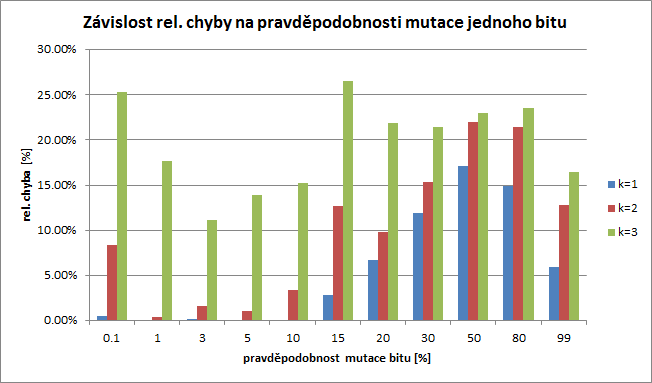 Závislost rel. chyby na pravděpodobnosti mutace jednoho bitu
30.00%
25.00%
20.00%
15.00%
10.00%
5.00%
0.00%
rel. chyba [%]
0.1 1 3 5 10 15 20 30 50 80 99
pravděpodobnost mutace bitu [%]
k=1
k=2
k=3